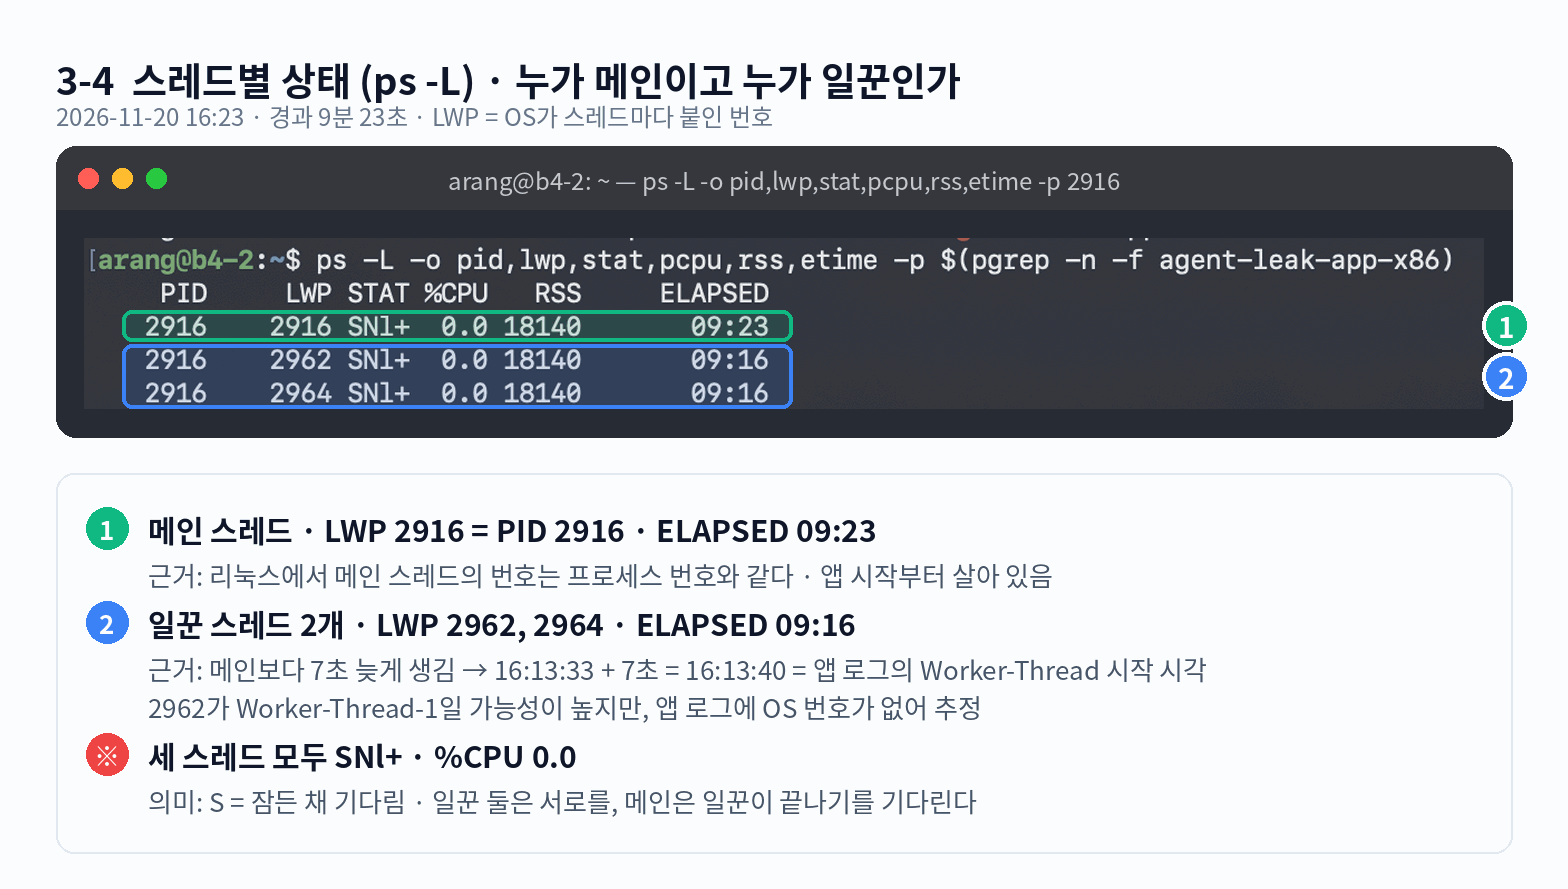 3-4 스레드별 상태 (ps -L) · 누가 메인이고 누가 일꾼인가
2026-11-20 16:23 · 경과 9분 23초 · LWP = OS가 스레드마다 붙인 번호
arang@b4-2: ~ — ps -L -o pid,lwp,stat,pcpu,rss,etime -p 2916
[arang@b4-2:~$ ps -L -o pid,lwp,stat,pcpu,rss,etime -p $(pgrep -n -f agent-leak-app-x86)
PID LWP STAT %CPU RSS ELAPSED
2916 2916 SNl+ 0.0 18140 09:23
1
2916 2962 SNl+ 0.0 18140 09:16
2
2916 2964 SNl+ 0.0 18140 09:16
1 메인 스레드 · LWP 2916 = PID 2916 · ELAPSED 09:23
근거: 리눅스에서 메인 스레드의 번호는 프로세스 번호와 같다 · 앱 시작부터 살아 있음
2 일꾼 스레드 2개 · LWP 2962, 2964 · ELAPSED 09:16
근거: 메인보다 7초 늦게 생김 → 16:13:33 + 7초 = 16:13:40 = 앱 로그의 Worker-Thread 시작 시각
2962가 Worker-Thread-1일 가능성이 높지만, 앱 로그에 OS 번호가 없어 추정
※ 세 스레드 모두 SNl+ · %CPU 0.0
의미: S = 잠든 채 기다림 · 일꾼 둘은 서로를, 메인은 일꾼이 끝나기를 기다린다